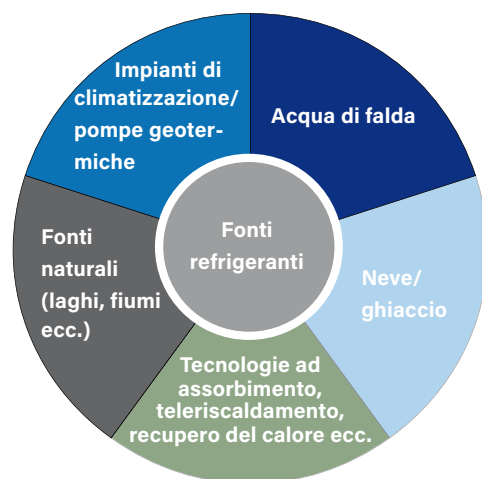 Impianti di
climatizzazione/
pompe geoter-
miche
Acqua di falda
Fonti
refrigeranti
Fonti
naturali
(laghi, fiumi
ecc.)
Neve/
ghiaccio
Tecnologie ad
assorbimento,
teleriscaldamento,
recupero del calore ecc.